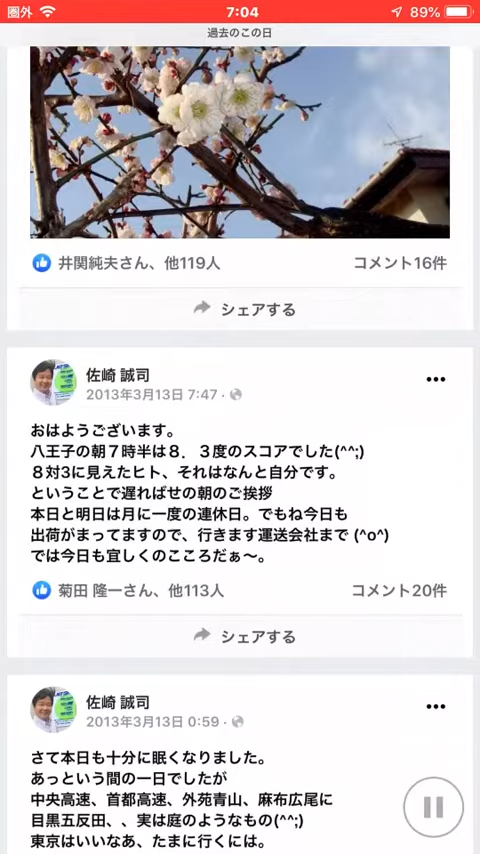 圏外 7:04 89%
過去のこの日
井関純夫さん、他119人 コメント16件
シェアする
佐崎 誠司
2013年3月13日 7:47 ·
おはようございます。
八王子の朝７時半は８．３度のスコアでした(^^;)
８対3に見えたヒト、それはなんと自分です。
ということで遅ればせの朝のご挨拶
本日と明日は月に一度の連休日。でもね今日も
出荷がまってますので、行きます運送会社まで (^o^)
では今日も宜しくのこころだぁ〜。
菊田 隆一さん、他113人 コメント20件
シェアする
佐崎 誠司
2013年3月13日 0:59 ·
さて本日も十分に眠くなりました。
あっという間の一日でしたが
中央高速、首都高速、外苑青山、麻布広尾に
目黒五反田、、実は庭のようなもの(^^;)
東京はいいなあ、たまに行くには。